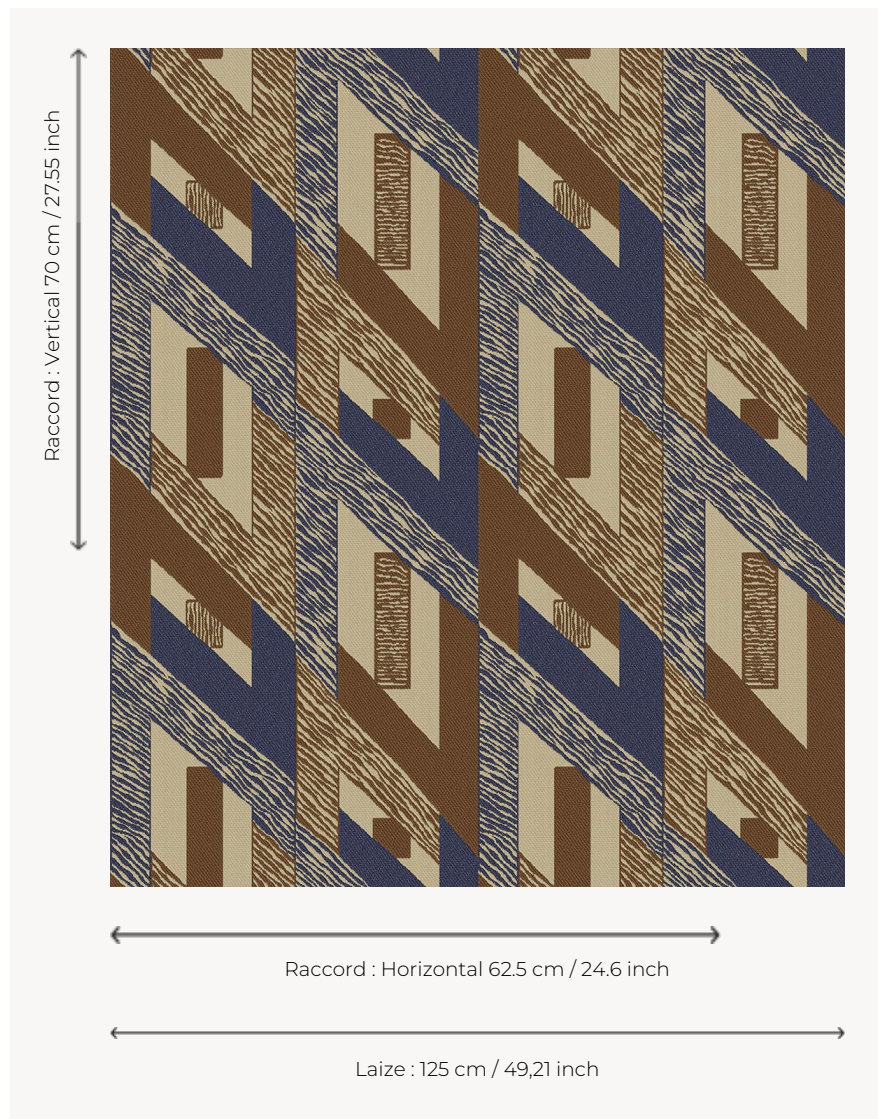 Raccord : Vertical 70 cm / 27.55 inch
Raccord : Horizontal 62.5 cm / 24.6 inch
Laize : 125 cm / 49,21 inch